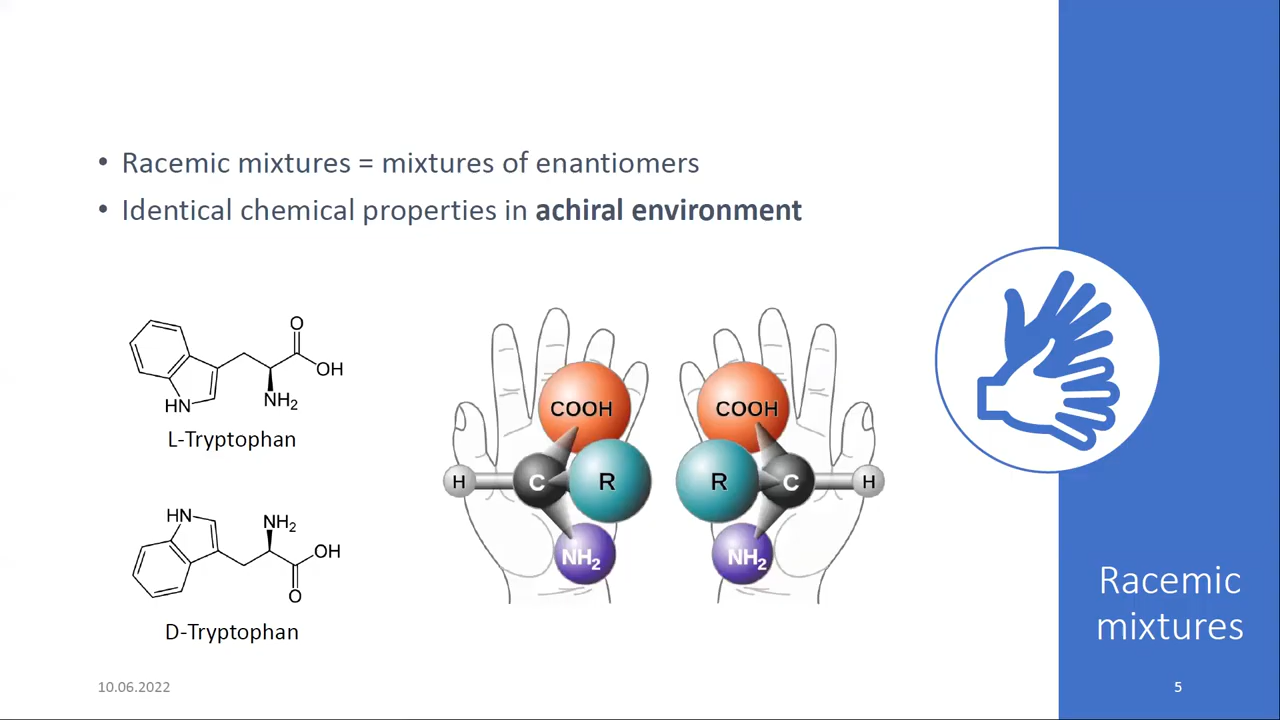 • Racemic mixtures = mixtures of enantiomers
• Identical chemical properties in achiral environment
O
OH
NH2
HN
L-Tryptophan
HN
NH2
OH
O
D-Tryptophan
COOH
H
C
R
NH2
COOH
R
C
H
NH2
Racemic
mixtures
10.06.2022
5